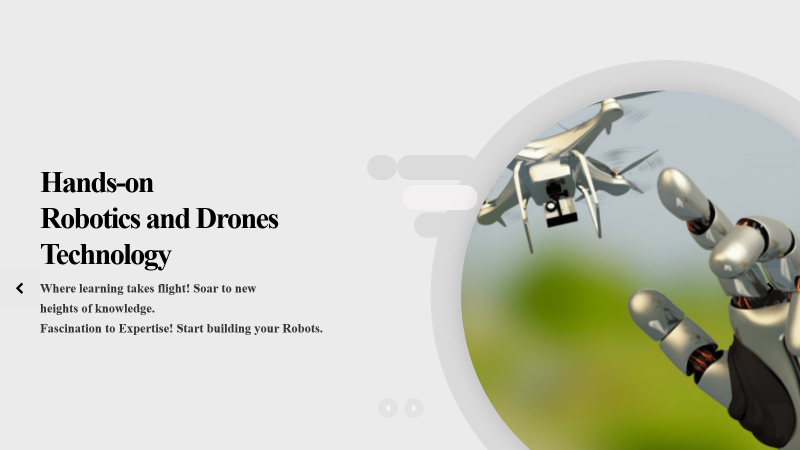 Hands-on
Robotics and Drones
Technology
Where learning takes flight! Soar to new
heights of knowledge.
Fascination to Expertise! Start building your Robots.